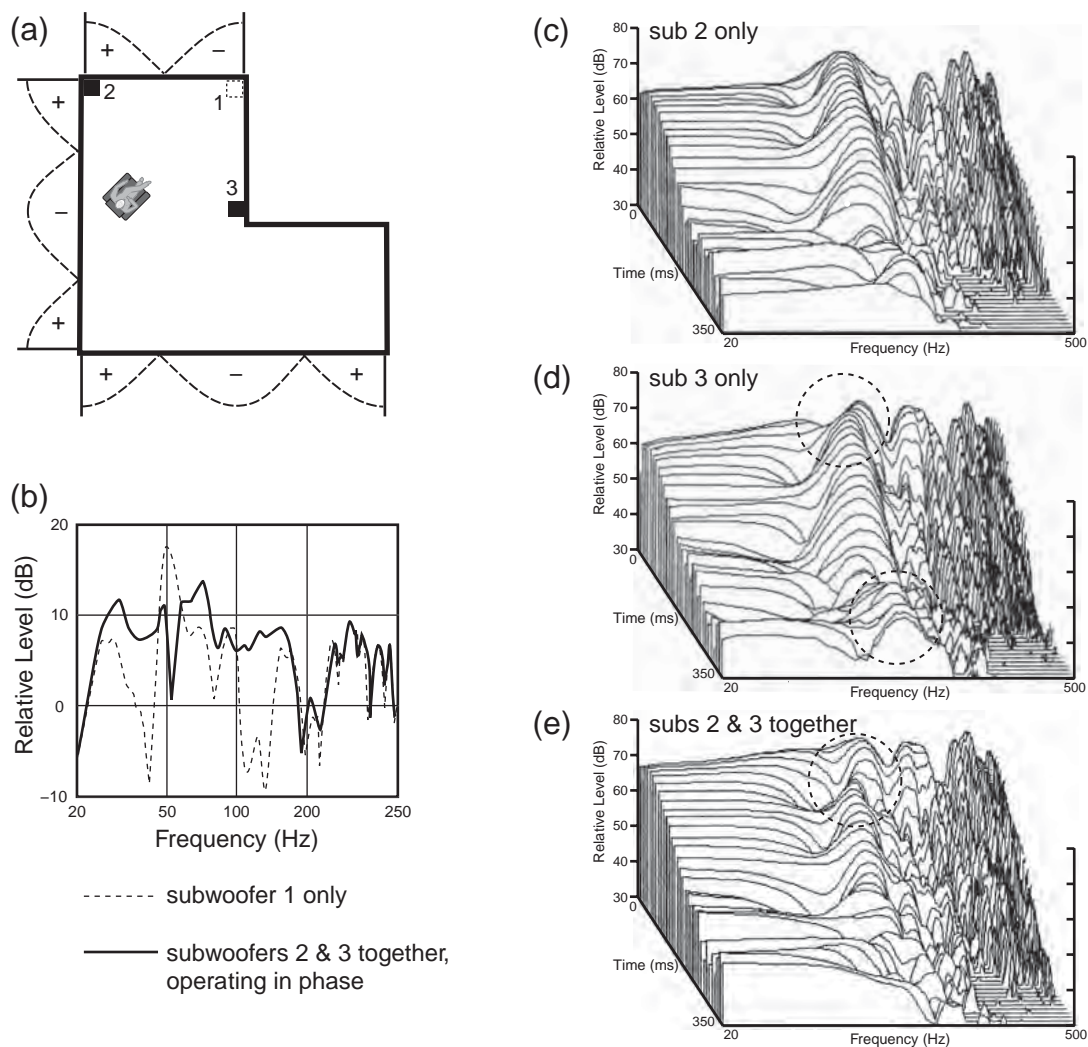 (a)
+
–
2
1
+
–
+
3
+
–
+
(b)
20
10
0
–10
Relative Level (dB)
20
50
100
200
250
Frequency (Hz)
subwoofer 1 only
subwoofers 2 & 3 together,
operating in phase
(c)
sub 2 only
80
70
60
50
40
30
Relative Level (dB)
0
Time (ms)
350
20
Frequency (Hz)
500
(d)
sub 3 only
80
70
60
50
40
30
Relative Level (dB)
0
Time (ms)
350
20
Frequency (Hz)
500
(e)
subs 2 & 3 together
80
70
60
50
40
30
Relative Level (dB)
0
Time (ms)
350
20
Frequency (Hz)
500